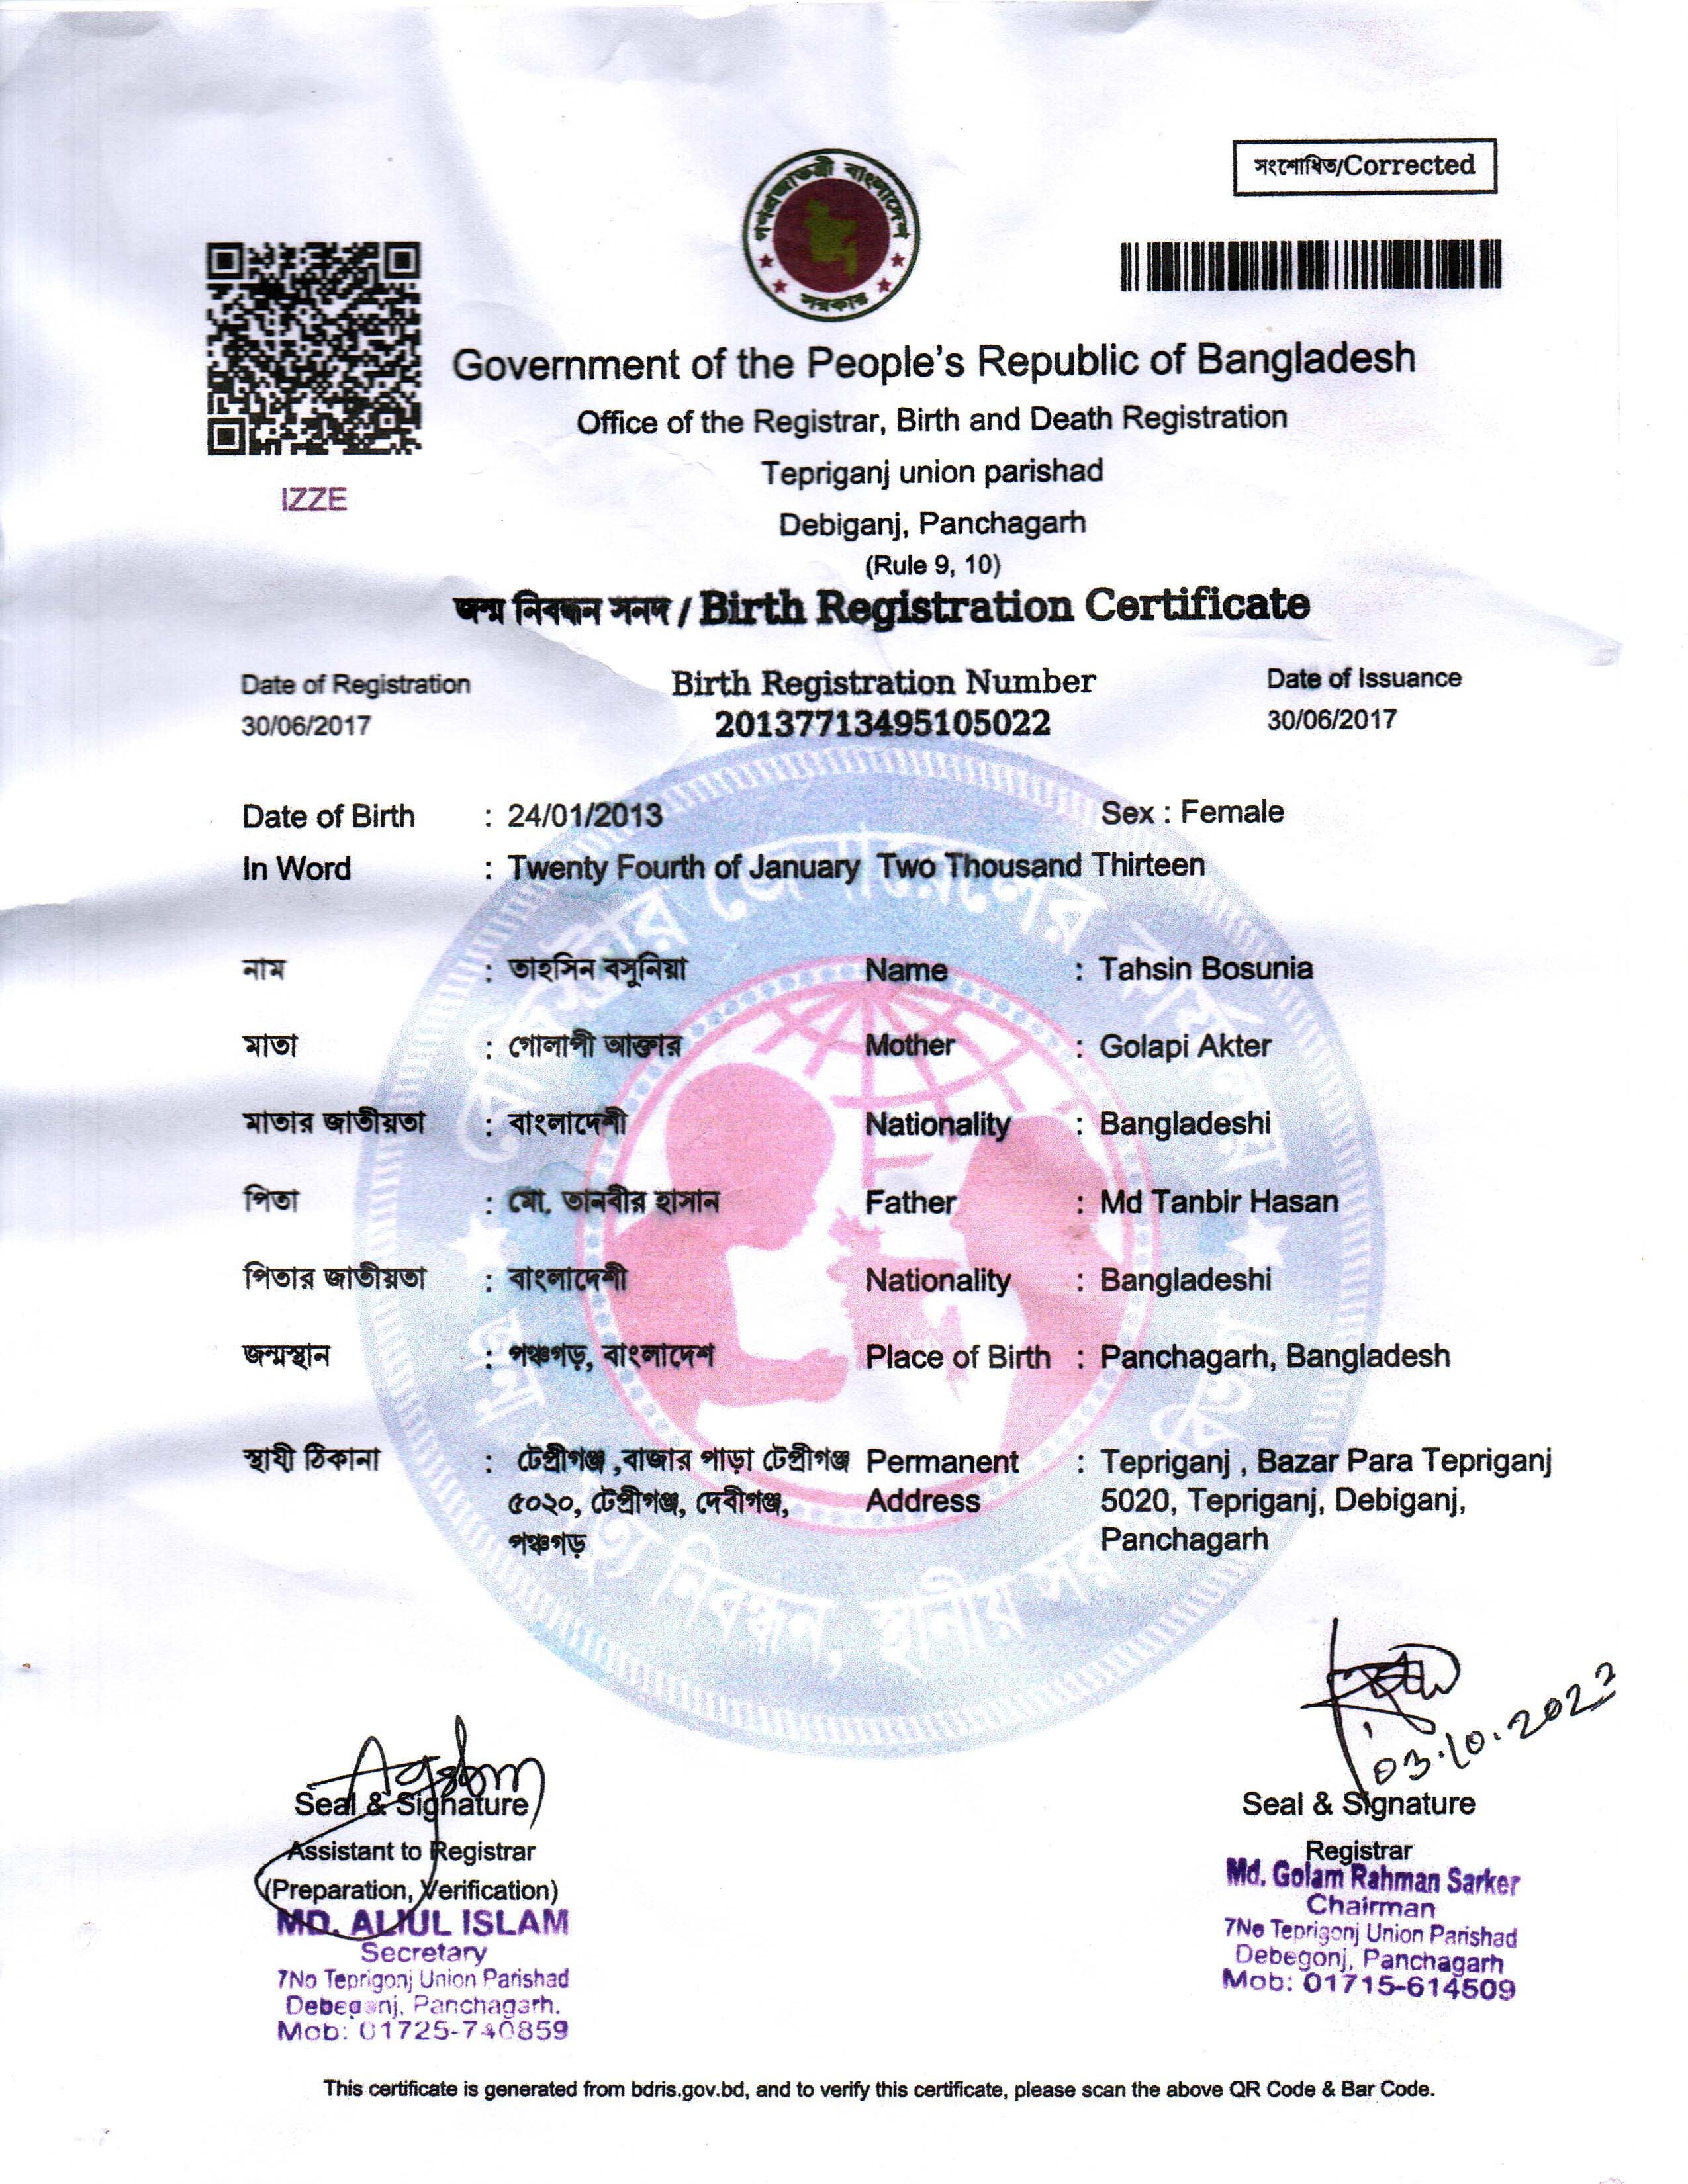 সংশোধিত/Corrected
গণপ্রজাতন্ত্রী বাংলাদেশ
সরকার
IZZE
Government of the People's Republic of Bangladesh
Office of the Registrar, Birth and Death Registration
Tepriganj union parishad
Debiganj, Panchagarh
(Rule 9, 10)
জন্ম নিবন্ধন সনদ / Birth Registration Certificate
Date of Registration Birth Registration Number Date of Issuance
30/06/2017 20137713495105022 30/06/2017
Date of Birth : 24/01/2013 Sex : Female
In Word : Twenty Fourth of January Two Thousand Thirteen
নাম : তাহসিন বসুনিয়া Name : Tahsin Bosunia
মাতা : গোলাপী আক্তার Mother : Golapi Akter
মাতার জাতীয়তা : বাংলাদেশী Nationality : Bangladeshi
পিতা : মো. তানবীর হাসান Father : Md Tanbir Hasan
পিতার জাতীয়তা : বাংলাদেশী Nationality : Bangladeshi
জন্মস্থান : পঞ্চগড়, বাংলাদেশ Place of Birth : Panchagarh, Bangladesh
স্থায়ী ঠিকানা : টেপ্রীগঞ্জ ,বাজার পাড়া টেপ্রীগঞ্জ Permanent : Tepriganj , Bazar Para Tepriganj
৫০২০, টেপ্রীগঞ্জ, দেবীগঞ্জ, Address 5020, Tepriganj, Debiganj,
পঞ্চগড় Panchagarh
রেজিস্ট্রার জেনারেলের কার্যালয়
নিবন্ধন, স্থানীয় সর বিভাগ
03.10.2022
Seal & Signature Seal & Signature
Assistant to Registrar Registrar
(Preparation, Verification) Md. Golam Rahman Sarker
MD. ALIUL ISLAM Chairman
Secretary 7No Teprigonj Union Parishad
7No Teprigonj Union Parishad Debegonj, Panchagarh
Debegonj, Panchagarh. Mob: 01715-614509
Mob: 01725-740859
This certificate is generated from bdris.gov.bd, and to verify this certificate, please scan the above QR Code & Bar Code.